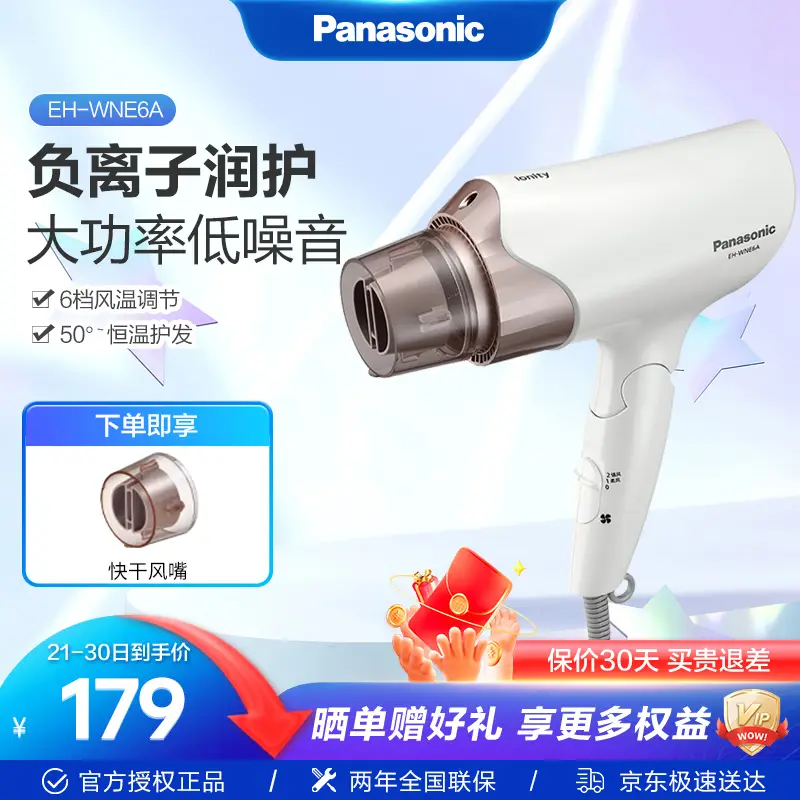 Panasonic
EH-WNE6A
负离子润护
大功率低噪音
6档风温调节
50°~恒温护发
ionity
Panasonic
EH-WNE6A
2强风
1柔风
0
下单即享
快干风嘴
21-30日到手价
¥179
保价30天 买贵退差
晒单赠好礼 享更多权益
VIP
WOW!
官方授权正品 / 两年全国联保 / 京东极速送达